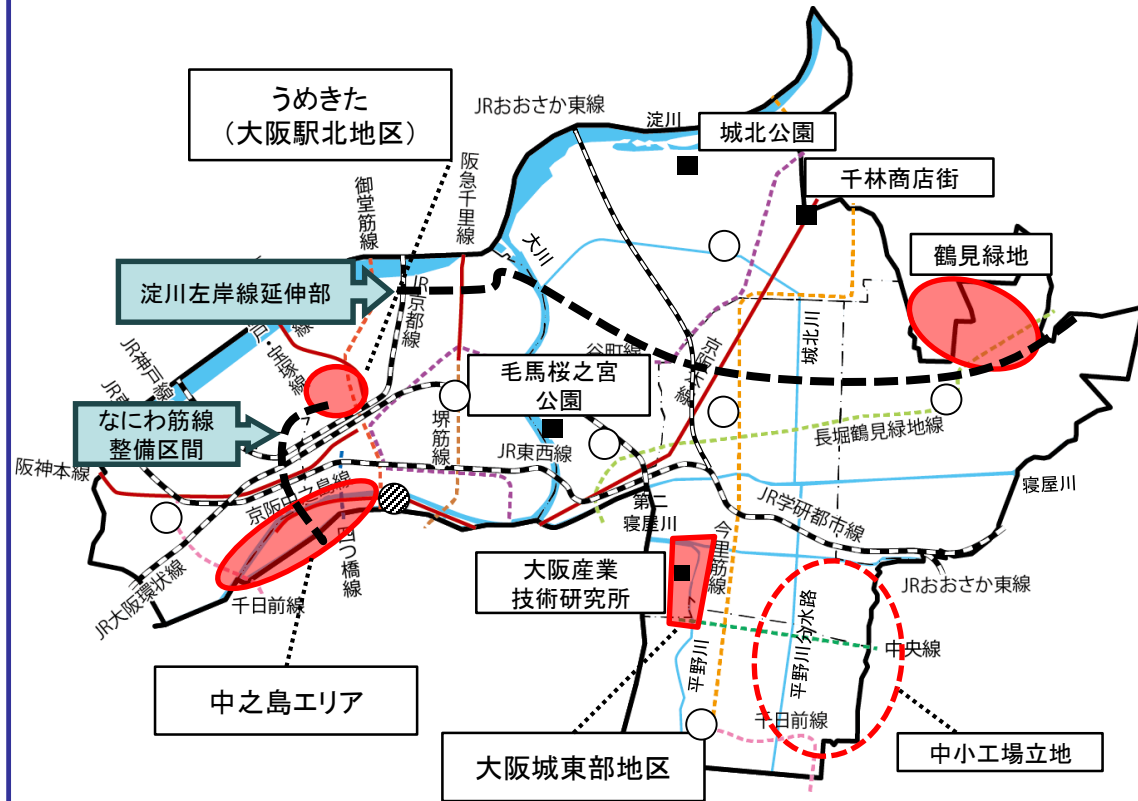 うめきた
（大阪駅北地区）
JRおおさか東線
淀川
城北公園
千林商店街
鶴見緑地
阪急千里線
御堂筋線
大川
淀川左岸線延伸部
JR京都線
城北川
谷町線
京阪本線
宝塚線
JR神戸線
なにわ筋線
整備区間
毛馬桜之宮
公園
堺筋線
JR東西線
長堀鶴見緑地線
阪神本線
京阪中之島線
四つ橋線
第二
寝屋川
JR学研都市線
寝屋川
今里筋線
大阪産業
技術研究所
JRおおさか東線
JR大阪環状線
千日前線
平野川
平野川分水路
中央線
中之島エリア
千日前線
大阪城東部地区
中小工場立地